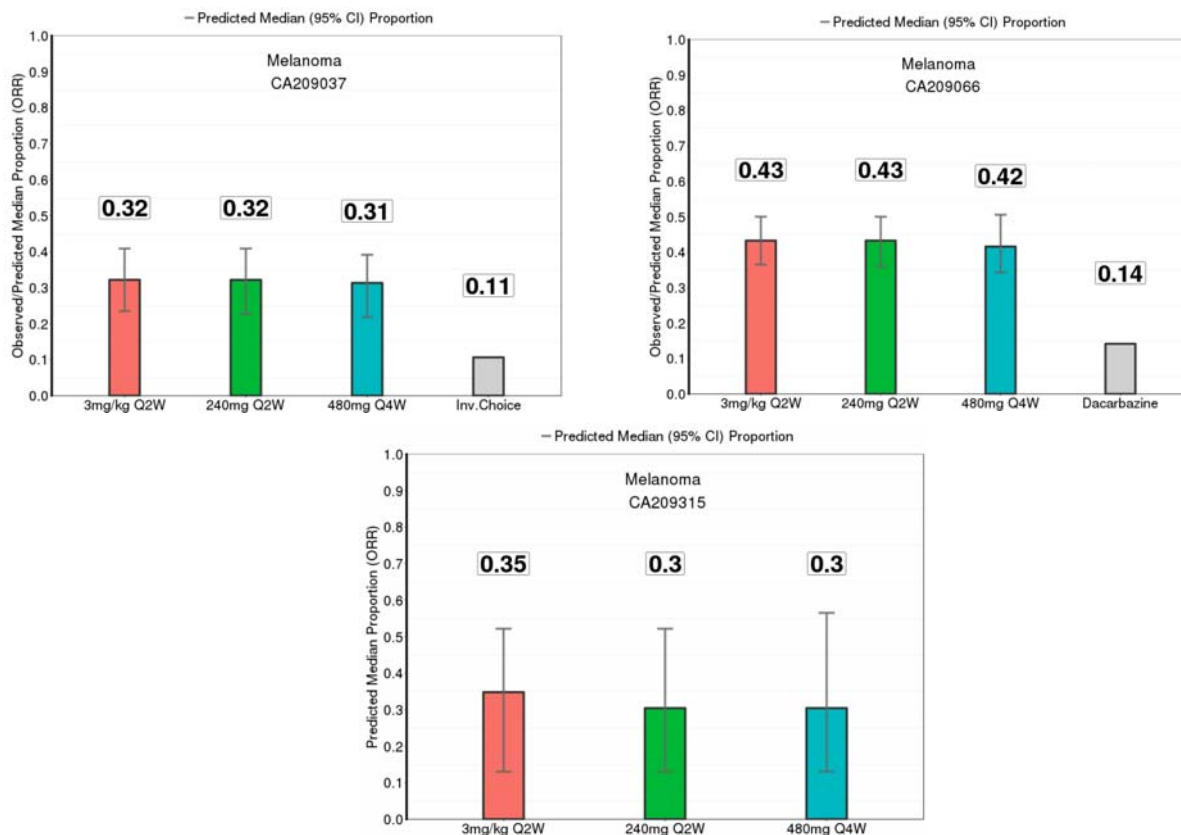 — Predicted Median (95% CI) Proportion
Observed/Predicted Median Proportion (ORR)
1.0
0.9
0.8
0.7
0.6
0.5
0.4
0.3
0.2
0.1
0.0
Melanoma
CA209037
0.32
0.32
0.31
0.11
3mg/kg Q2W 240mg Q2W 480mg Q4W Inv.Choice
— Predicted Median (95% CI) Proportion
Observed/Predicted Median Proportion (ORR)
1.0
0.9
0.8
0.7
0.6
0.5
0.4
0.3
0.2
0.1
0.0
Melanoma
CA209066
0.43
0.43
0.42
0.14
3mg/kg Q2W 240mg Q2W 480mg Q4W Dacarbazine
— Predicted Median (95% CI) Proportion
Predicted Median Proportion (ORR)
1.0
0.9
0.8
0.7
0.6
0.5
0.4
0.3
0.2
0.1
0.0
Melanoma
CA209315
0.35
0.3
0.3
3mg/kg Q2W 240mg Q2W 480mg Q4W